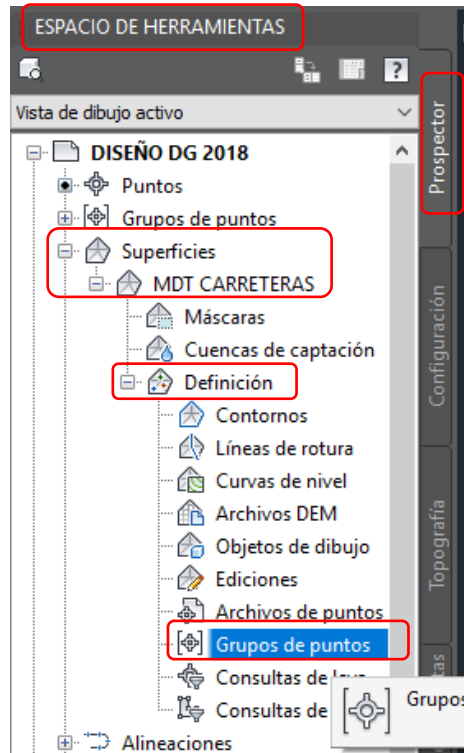 ESPACIO DE HERRAMIENTAS
?
Vista de dibujo activo
DISEÑO DG 2018
Puntos
Grupos de puntos
Superficies
MDT CARRETERAS
Máscaras
Cuencas de captación
Definición
Contornos
Líneas de rotura
Curvas de nivel
Archivos DEM
Objetos de dibujo
Ediciones
Archivos de puntos
Grupos de puntos
Consultas de
Consultas de
Grupos
Alineaciones
Prospector
Configuración
Topografía